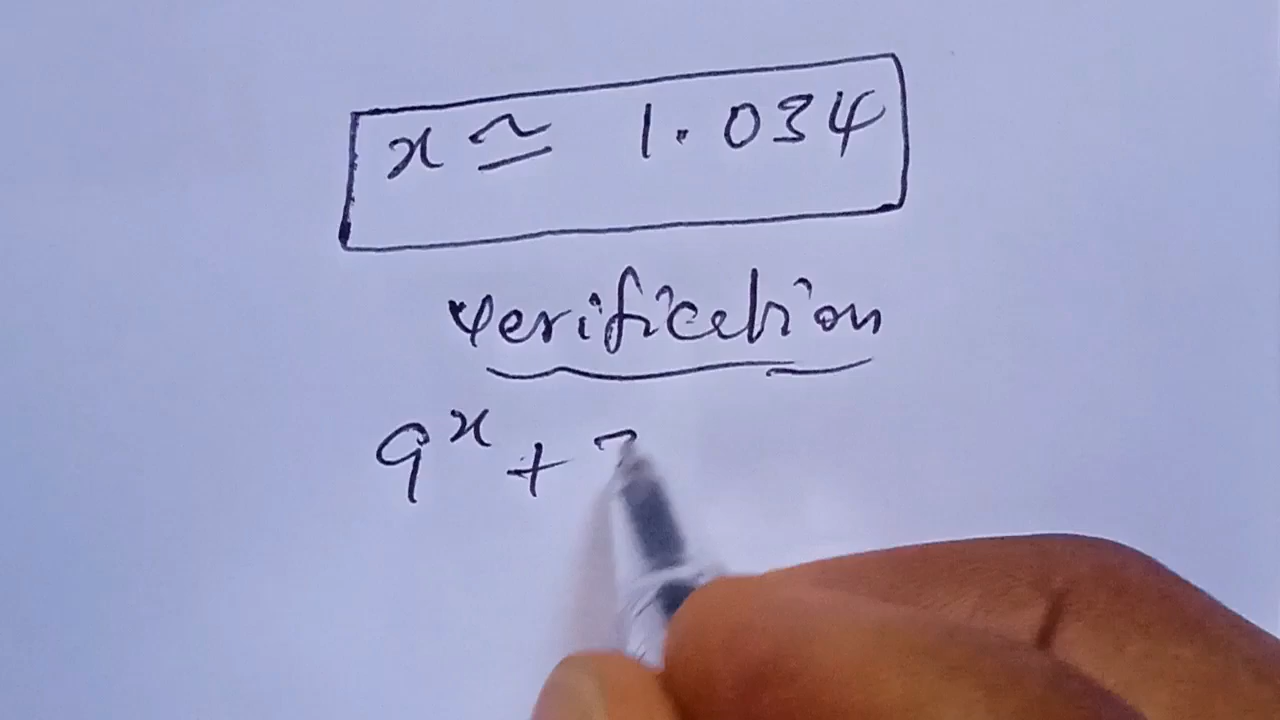 x ≃ 1.034
Verification
9^x +